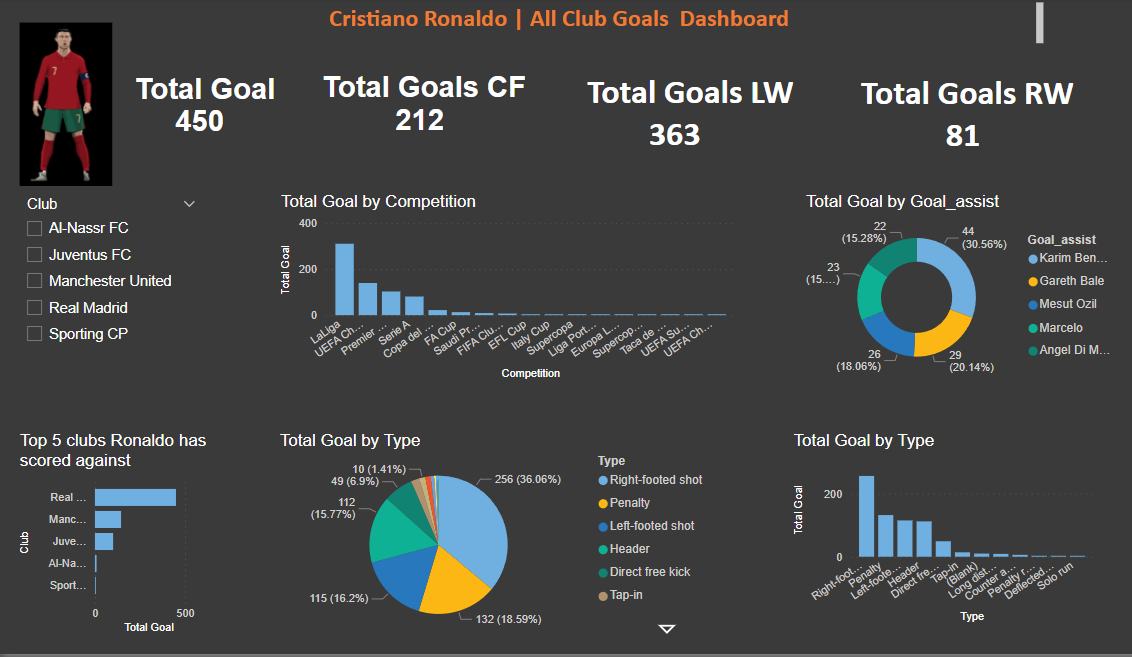 Cristiano Ronaldo | All Club Goals Dashboard
Total Goal
450
Total Goals CF
212
Total Goals LW
363
Total Goals RW
81
Club
Al-Nassr FC
Juventus FC
Manchester United
Real Madrid
Sporting CP
Total Goal by Competition
Total Goal
400
200
0
LaLiga
UEFA Ch...
Premier ...
Serie A
Copa del ...
FA Cup
Saudi Pr...
FIFA Clu...
EFL Cup
Italy Cup
Supercopa
Liga Port...
Europa L...
Supercop...
Taca de ...
UEFA Su...
UEFA Ch...
Competition
Total Goal by Goal_assist
44
(30.56%)
29
(20.14%)
26
(18.06%)
23
(15....)
22
(15.28%)
Goal_assist
Karim Ben...
Gareth Bale
Mesut Ozil
Marcelo
Angel Di M...
Top 5 clubs Ronaldo has
scored against
Club
Real ...
Manc...
Juve...
Al-Na...
Sport...
0
500
Total Goal
Total Goal by Type
256 (36.06%)
132 (18.59%)
115 (16.2%)
112
(15.77%)
49 (6.9%)
10 (1.41%)
Type
Right-footed shot
Penalty
Left-footed shot
Header
Direct free kick
Tap-in
Total Goal by Type
Total Goal
200
0
Right-foot...
Penalty
Left-foote...
Header
Direct fre...
Tap-in
(Blank)
Long dist...
Counter a...
Penalty r...
Deflected...
Solo run
Type